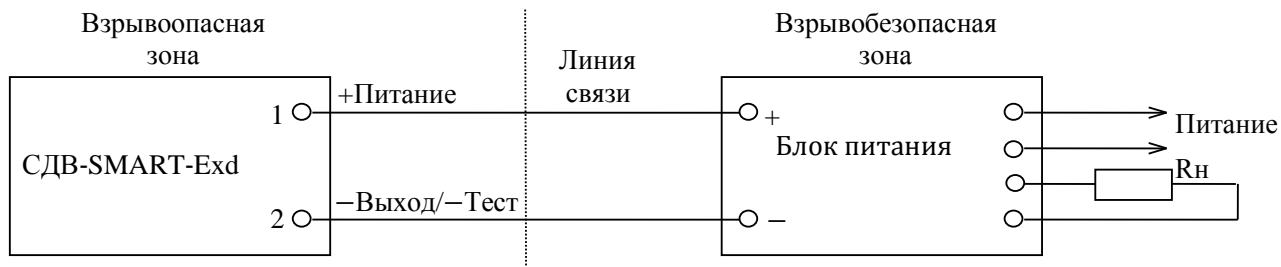 Взрывоопасная
зона
Взрывобезопасная
зона
Линия
связи
1
+Питание
+
Питание
СДВ-SMART-Exd
Блок питания
Rн
2
−Выход/−Тест
−